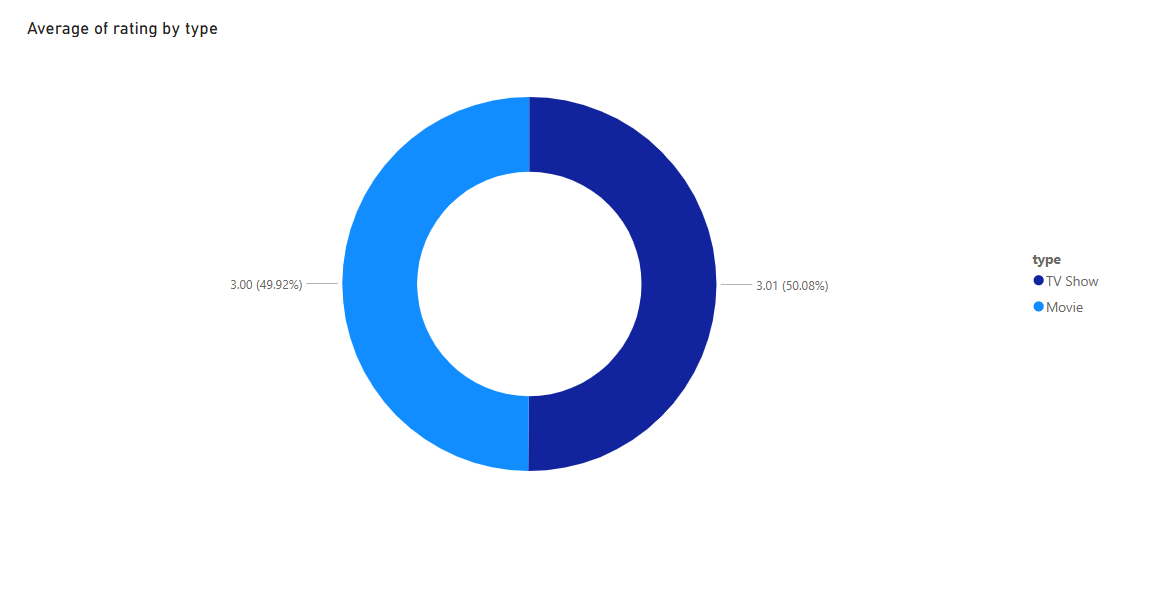 Average of rating by type
3.00 (49.92%)
3.01 (50.08%)
type
TV Show
Movie